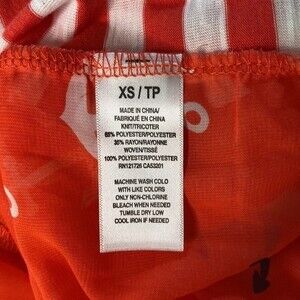 XS / TP
MADE IN CHINA/
FABRIQUÉ EN CHINA
KNIT/TRICOTER
65% POLYESTER/POLYESTER
35% RAYON/RAYONNE
WOVEN/TISSÉ
100% POLYESTER/POLYESTER
RN121726 CA53201
MACHINE WASH COLD
WITH LIKE COLORS
ONLY NON-CHLORINE
BLEACH WHEN NEEDED
TUMBLE DRY LOW
COOL IRON IF NEEDED